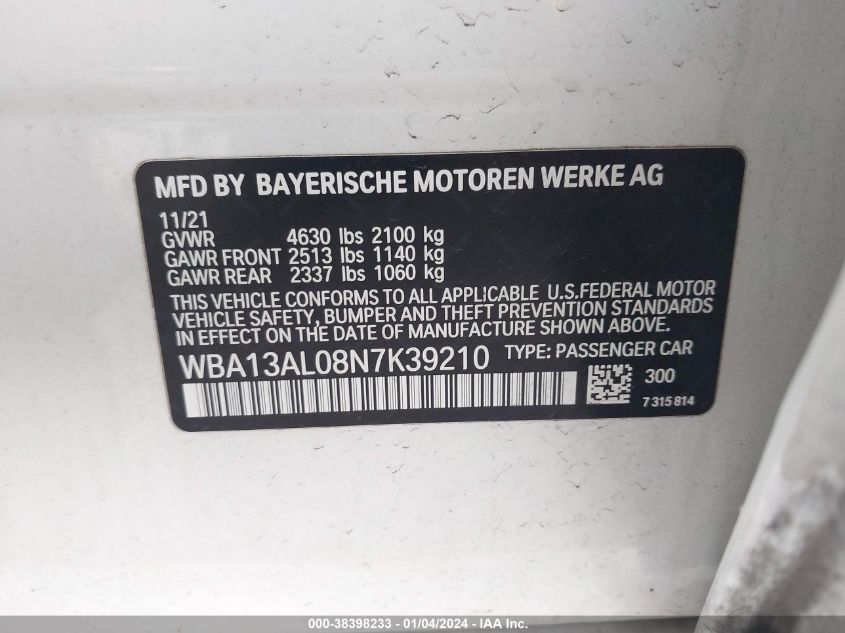 MFD BY BAYERISCHE MOTOREN WERKE AG
11/21
GVWR 4630 lbs 2100 kg
GAWR FRONT 2513 lbs 1140 kg
GAWR REAR 2337 lbs 1060 kg
THIS VEHICLE CONFORMS TO ALL APPLICABLE U.S.FEDERAL MOTOR
VEHICLE SAFETY, BUMPER AND THEFT PREVENTION STANDARDS
IN EFFECT ON THE DATE OF MANUFACTURE SHOWN ABOVE.
WBA13AL08N7K39210 TYPE: PASSENGER CAR
300
7 315 814
000-38398233 - 01/04/2024 - IAA Inc.